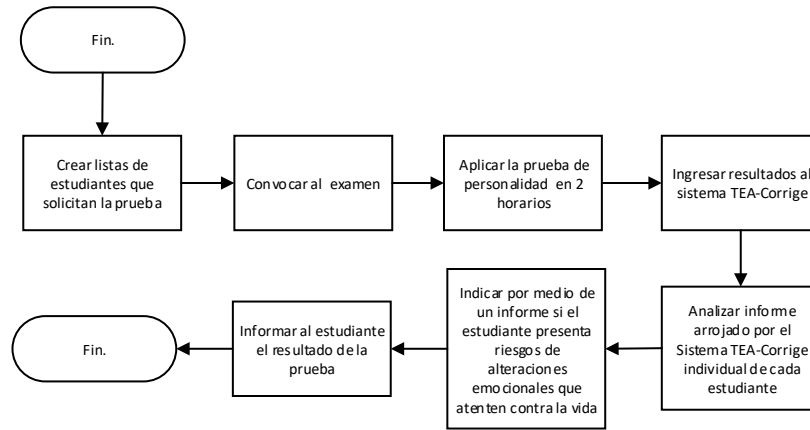 Fin.
Crear listas de
estudiantes que
solicitan la prueba
Convocar al examen
Aplicar la prueba de
personalidad en 2
horarios
Ingresar resultados al
sistema TEA-Corrige
Analizar informe
arrojado por el
Sistema TEA-Corrige
individual de cada
estudiante
Indicar por medio de
un informe si el
estudiante presenta
riesgos de
alteraciones
emocionales que
atenten contra la vida
Informar al estudiante
el resultado de la
prueba
Fin.